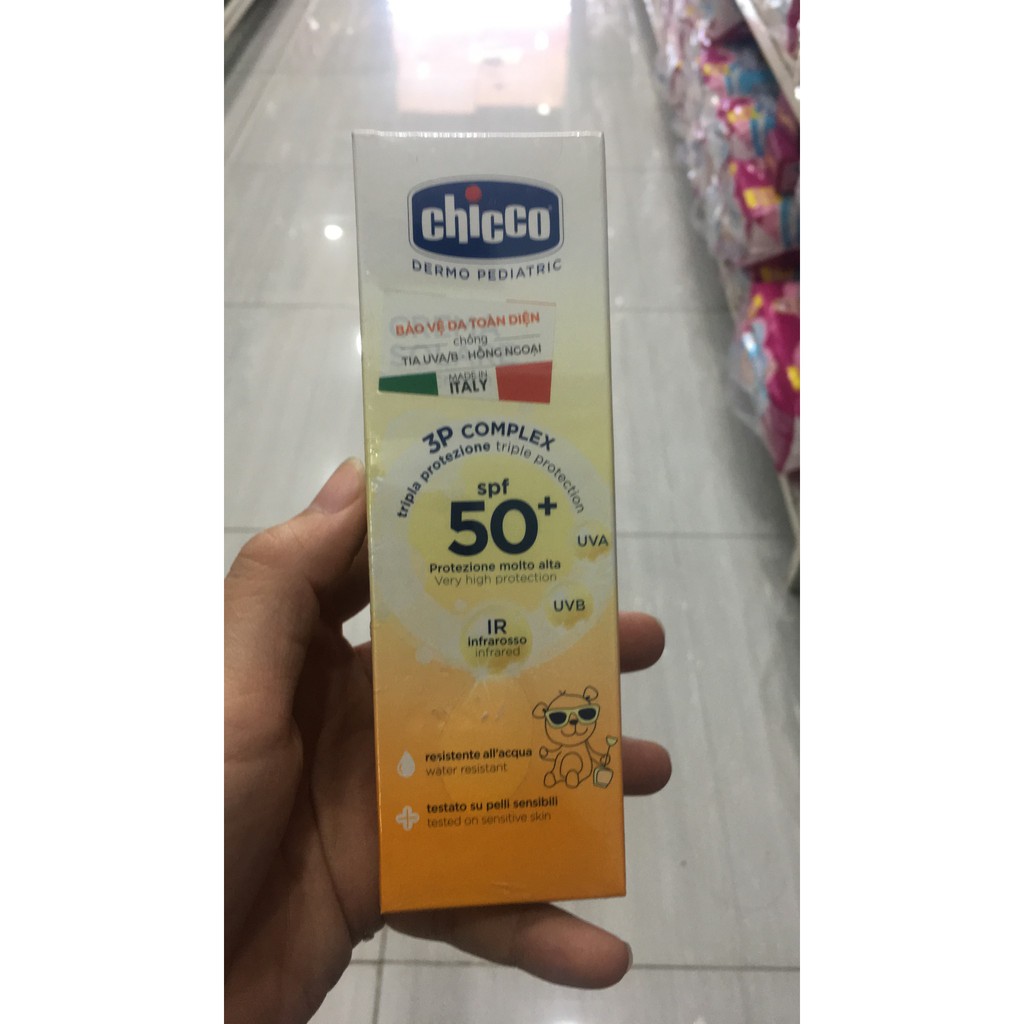 chicco
DERMO PEDIATRIC
BẢO VỆ DA TOÀN DIỆN
chống
TIA UVA/B - HỒNG NGOẠI
MADE IN
ITALY
3P COMPLEX
tripla protezione triple protection
spf
50+
UVA
Protezione molto alta
Very high protection
UVB
IR
infrarosso
infrared
resistente all'acqua
water resistant
testato su pelli sensibili
tested on sensitive skin